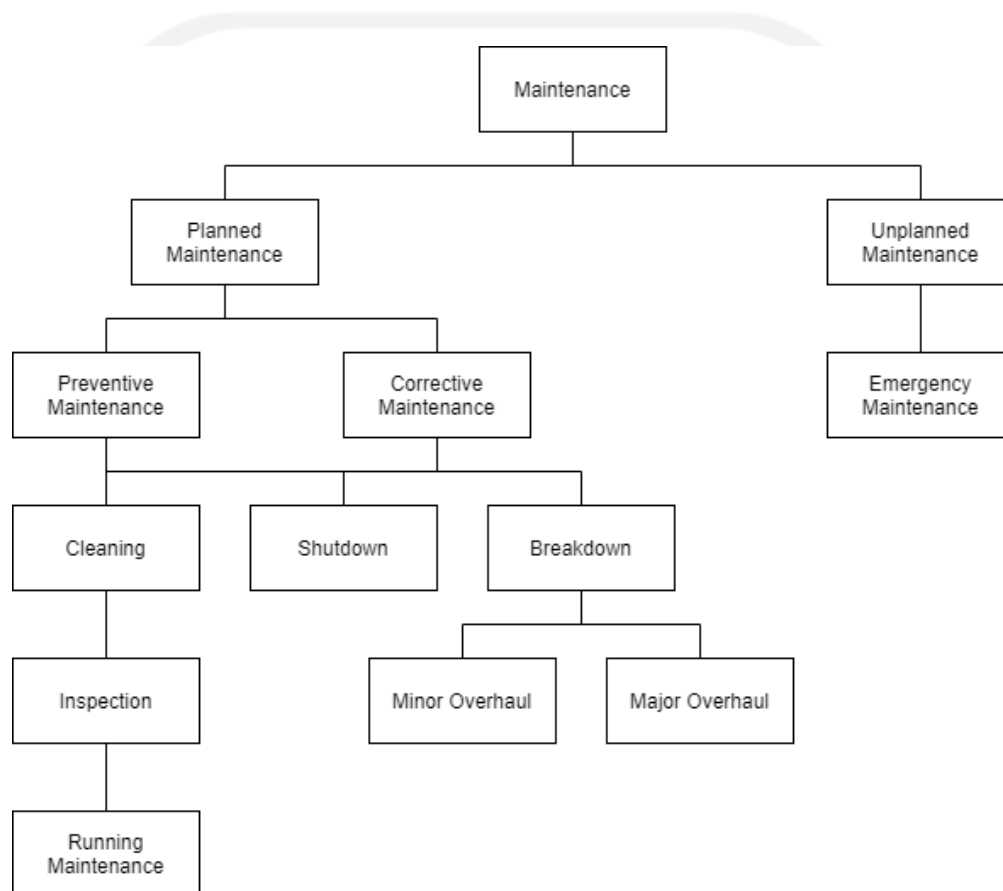 Maintenance
Planned
Maintenance
Unplanned
Maintenance
Preventive
Maintenance
Corrective
Maintenance
Emergency
Maintenance
Cleaning
Shutdown
Breakdown
Inspection
Minor Overhaul
Major Overhaul
Running
Maintenance